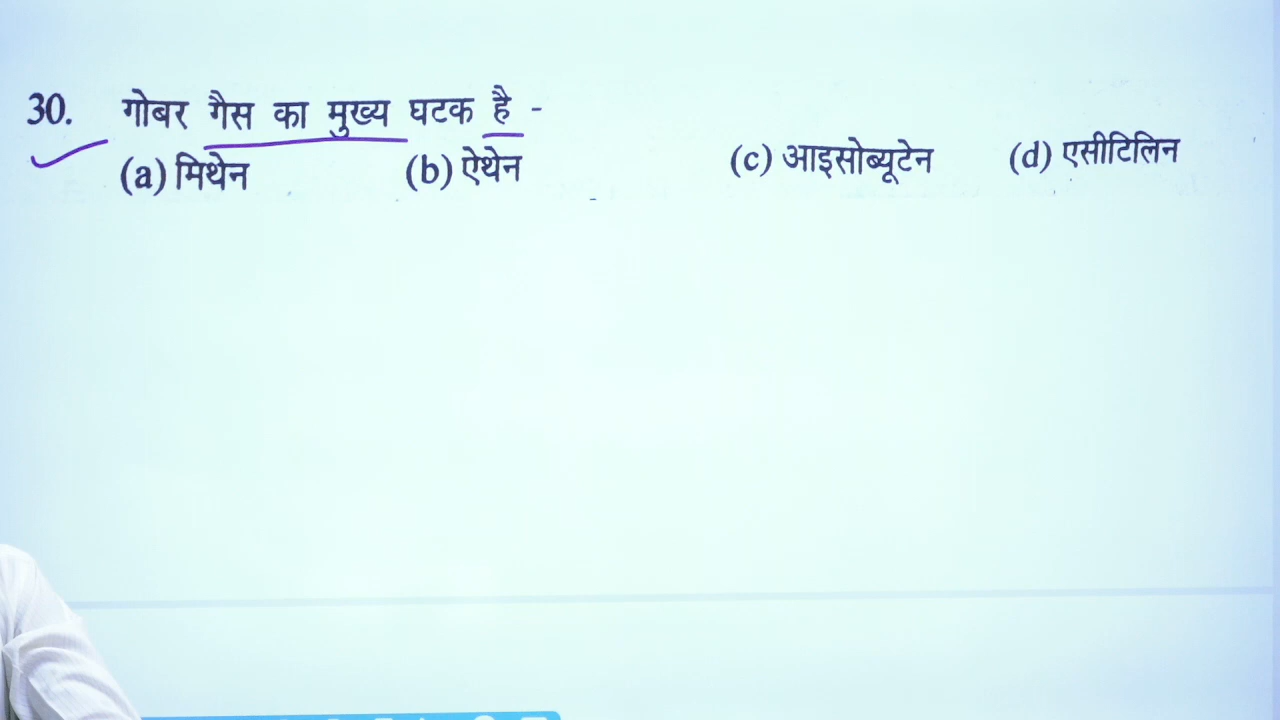 30. गोबर गैस का मुख्य घटक है -
(a) मिथेन (b) ऐथेन (c) आइसोब्यूटेन (d) एसीटिलिन